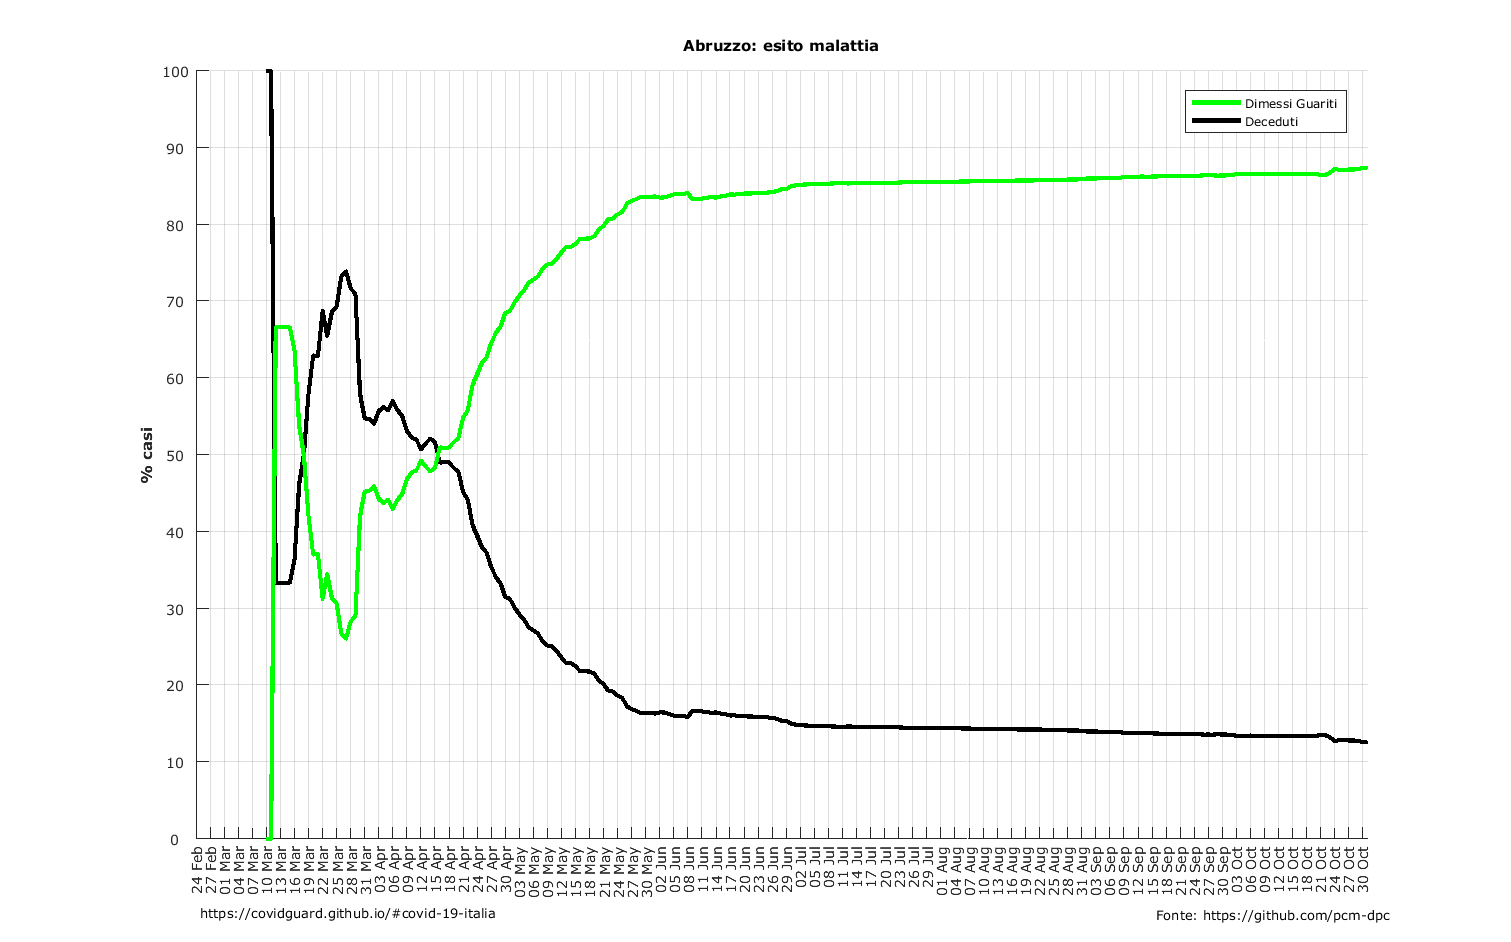 Abruzzo: esito malattia
100
90
80
70
60
50
40
30
20
10
0
% casi
Dimessi Guariti
Deceduti
24 Feb
27 Feb
01 Mar
04 Mar
07 Mar
10 Mar
13 Mar
16 Mar
19 Mar
22 Mar
25 Mar
28 Mar
31 Mar
03 Apr
06 Apr
09 Apr
12 Apr
15 Apr
18 Apr
21 Apr
24 Apr
27 Apr
30 Apr
03 May
06 May
09 May
12 May
15 May
18 May
21 May
24 May
27 May
30 May
02 Jun
05 Jun
08 Jun
11 Jun
14 Jun
17 Jun
20 Jun
23 Jun
26 Jun
29 Jun
02 Jul
05 Jul
08 Jul
11 Jul
14 Jul
17 Jul
20 Jul
23 Jul
26 Jul
29 Jul
01 Aug
04 Aug
07 Aug
10 Aug
13 Aug
16 Aug
19 Aug
22 Aug
25 Aug
28 Aug
31 Aug
03 Sep
06 Sep
09 Sep
12 Sep
15 Sep
18 Sep
21 Sep
24 Sep
27 Sep
30 Sep
03 Oct
06 Oct
09 Oct
12 Oct
15 Oct
18 Oct
21 Oct
24 Oct
27 Oct
30 Oct
https://covidguard.github.io/#covid-19-italia
Fonte: https://github.com/pcm-dpc